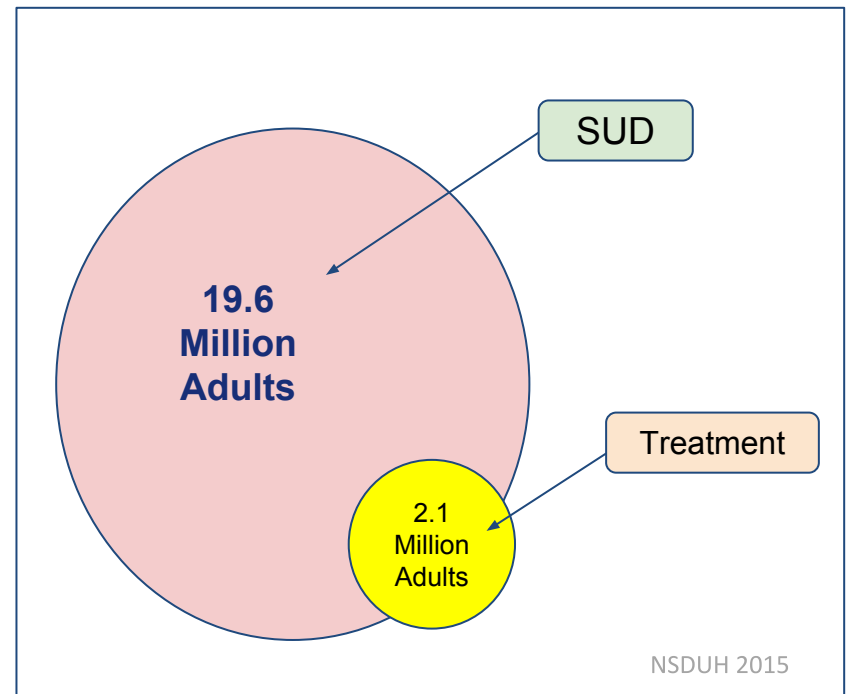 SUD
19.6
Million
Adults
Treatment
2.1
Million
Adults
NSDUH 2015